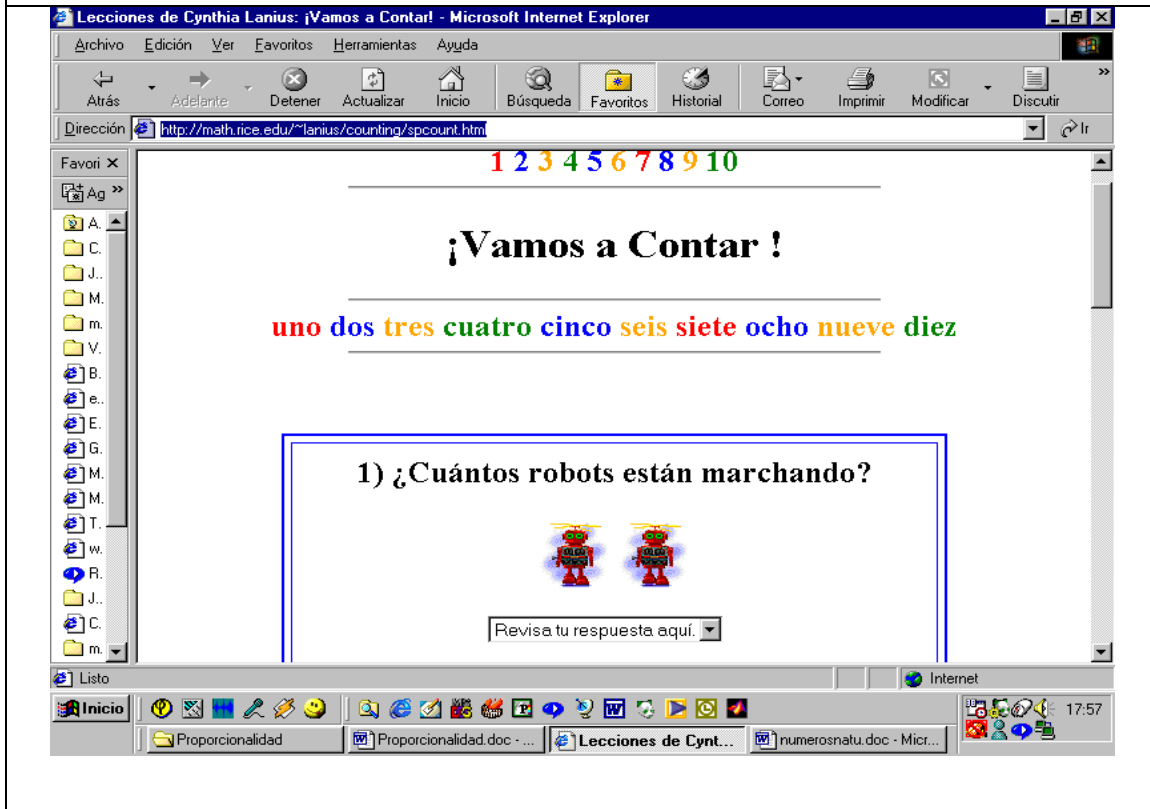 Lecciones de Cynthia Lanius: ¡Vamos a Contar! - Microsoft Internet Explorer
Archivo Edición Ver Favoritos Herramientas Ayuda
Atrás Adelante Detener Actualizar Inicio Búsqueda Favoritos Historial Correo Imprimir Modificar Discutir »
Dirección http://math.rice.edu/~lanius/counting/spcount.htm Ir
Favori
Ag »
A.
C.
J..
M.
m.
V.
B.
e..
E.
G.
M.
M.
T.
w.
R.
J..
C.
m.
1 2 3 4 5 6 7 8 9 10
¡Vamos a Contar !
uno dos tres cuatro cinco seis siete ocho nueve diez
1) ¿Cuántos robots están marchando?
Revisa tu respuesta aquí.
Listo Internet
Inicio 17:57
Proporcionalidad Proporcionalidad.doc - ... Lecciones de Cynt... numerosnatu.doc - Micr...